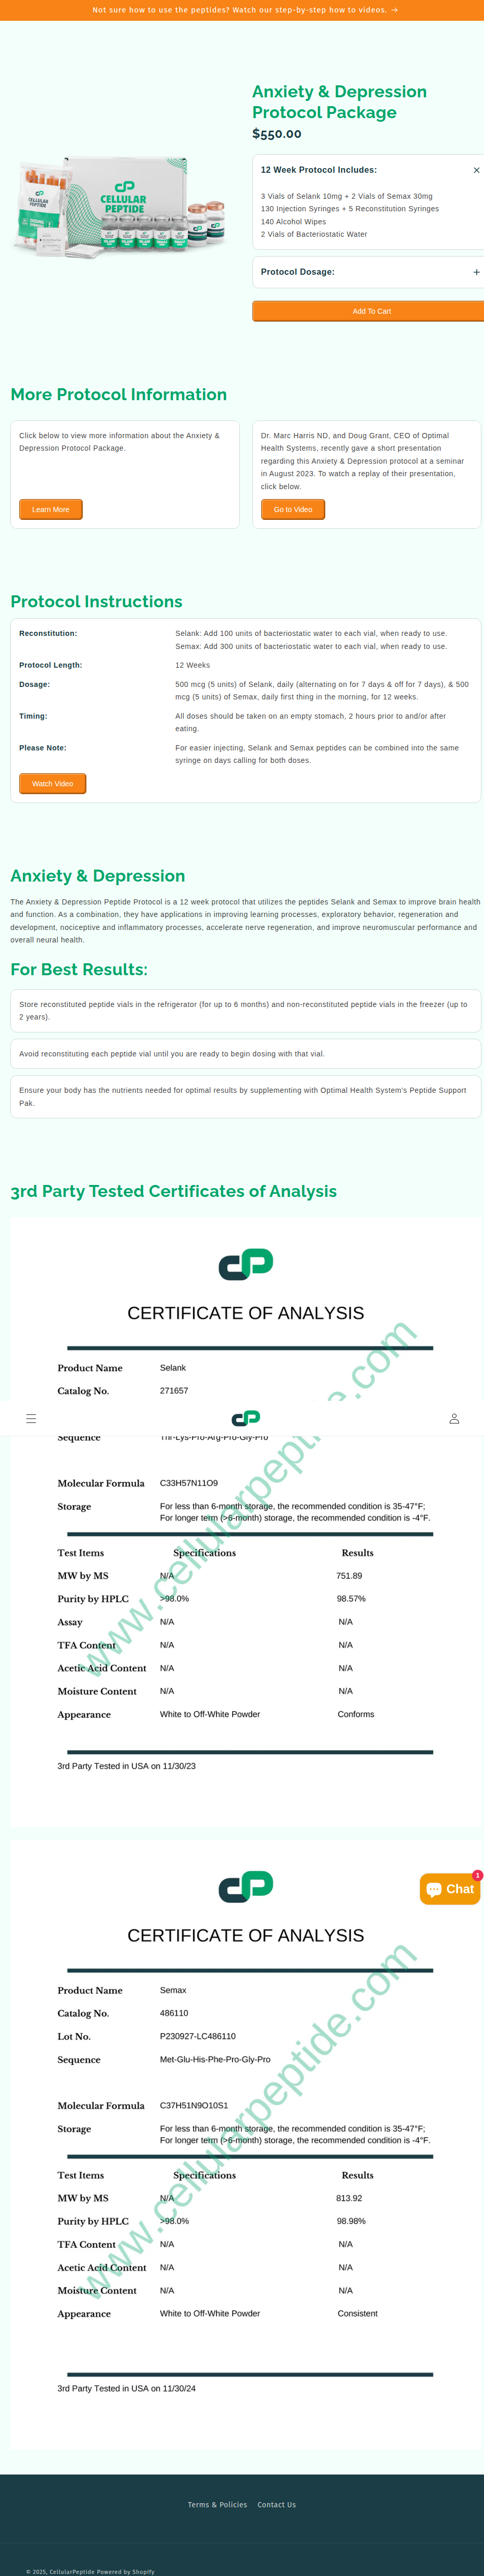 Not sure how to use the peptides? Watch our step-by-step how to videos. →
Anxiety & Depression
Protocol Package
$550.00
12 Week Protocol Includes:
3 Vials of Selank 10mg + 2 Vials of Semax 30mg
130 Injection Syringes + 5 Reconstitution Syringes
140 Alcohol Wipes
2 Vials of Bacteriostatic Water
Protocol Dosage:
Add To Cart
CELLULAR
PEPTIDE
More Protocol Information
Click below to view more information about the Anxiety &
Depression Protocol Package.
Learn More
Dr. Marc Harris ND, and Doug Grant, CEO of Optimal
Health Systems, recently gave a short presentation
regarding this Anxiety & Depression protocol at a seminar
in August 2023. To watch a replay of their presentation,
click below.
Go to Video
Protocol Instructions
Reconstitution:
Selank: Add 100 units of bacteriostatic water to each vial, when ready to use.
Semax: Add 300 units of bacteriostatic water to each vial, when ready to use.
Protocol Length:
12 Weeks
Dosage:
500 mcg (5 units) of Selank, daily (alternating on for 7 days & off for 7 days), & 500
mcg (5 units) of Semax, daily first thing in the morning, for 12 weeks.
Timing:
All doses should be taken on an empty stomach, 2 hours prior to and/or after
eating.
Please Note:
For easier injecting, Selank and Semax peptides can be combined into the same
syringe on days calling for both doses.
Watch Video
Anxiety & Depression
The Anxiety & Depression Peptide Protocol is a 12 week protocol that utilizes the peptides Selank and Semax to improve brain health
and function. As a combination, they have applications in improving learning processes, exploratory behavior, regeneration and
development, nociceptive and inflammatory processes, accelerate nerve regeneration, and improve neuromuscular performance and
overall neural health.
For Best Results:
Store reconstituted peptide vials in the refrigerator (for up to 6 months) and non-reconstituted peptide vials in the freezer (up to
2 years).
Avoid reconstituting each peptide vial until you are ready to begin dosing with that vial.
Ensure your body has the nutrients needed for optimal results by supplementing with Optimal Health System's Peptide Support
Pak.
3rd Party Tested Certificates of Analysis
CERTIFICATE OF ANALYSIS
Product Name Selank
Catalog No. 271657
Sequence Thr-Lys-Pro-Arg-Pro-Gly-Pro
Molecular Formula C33H57N11O9
Storage For less than 6-month storage, the recommended condition is 35-47°F;
For longer term (>6-month) storage, the recommended condition is -4°F.
Test Items Specifications Results
MW by MS N/A 751.89
Purity by HPLC >98.0% 98.57%
Assay N/A N/A
TFA Content N/A N/A
Acetic Acid Content N/A N/A
Moisture Content N/A N/A
Appearance White to Off-White Powder Conforms
3rd Party Tested in USA on 11/30/23
www.cellularpeptide.com
Chat
1
CERTIFICATE OF ANALYSIS
Product Name Semax
Catalog No. 486110
Lot No. P230927-LC486110
Sequence Met-Glu-His-Phe-Pro-Gly-Pro
Molecular Formula C37H51N9O10S1
Storage For less than 6-month storage, the recommended condition is 35-47°F;
For longer term (>6-month) storage, the recommended condition is -4°F.
Test Items Specifications Results
MW by MS N/A 813.92
Purity by HPLC >98.0% 98.98%
TFA Content N/A N/A
Acetic Acid Content N/A N/A
Moisture Content N/A N/A
Appearance White to Off-White Powder Consistent
3rd Party Tested in USA on 11/30/24
www.cellularpeptide.com
Terms & Policies Contact Us
© 2025, CellularPeptide Powered by Shopify